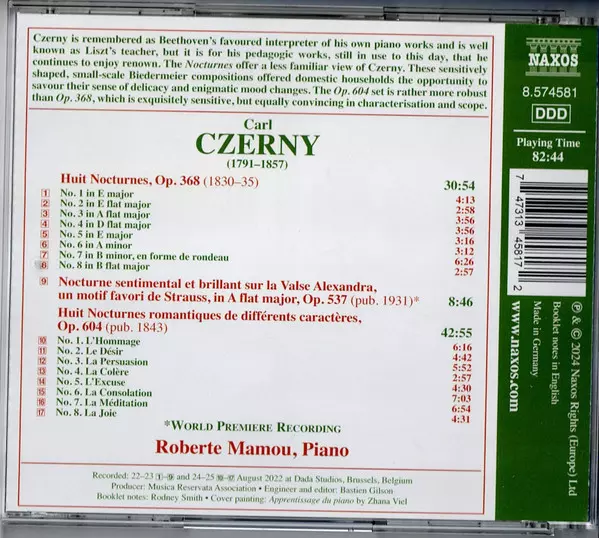 Czerny is remembered as Beethoven's favoured interpreter of his own piano works and is well
known as Liszt's teacher, but it is for his pedagogic works, still in use to this day, that he
continues to enjoy renown. The Nocturnes offer a less familiar view of Czerny. These sensitively
shaped, small-scale Biedermeier compositions offered domestic households the opportunity to
savour their sense of delicacy and enigmatic mood changes. The Op. 604 set is rather more robust
than Op. 368, which is exquisitely sensitive, but equally convincing in characterisation and scope.
Carl
CZERNY
(1791–1857)
Huit Nocturnes, Op. 368 (1830–35) 30:54
1 No. 1 in E major 4:13
2 No. 2 in E flat major 2:58
3 No. 3 in A flat major 3:56
4 No. 4 in D flat major 3:56
5 No. 5 in E major 3:16
6 No. 6 in A minor 3:12
7 No. 7 in B minor, en forme de rondeau 6:26
8 No. 8 in B flat major 2:57
9 Nocturne sentimental et brillant sur la Valse Alexandra,
un motif favori de Strauss, in A flat major, Op. 537 (pub. 1931)* 8:46
Huit Nocturnes romantiques de différents caractères,
Op. 604 (pub. 1843) 42:55
10 No. 1. L'Hommage 6:16
11 No. 2. Le Désir 4:42
12 No. 3. La Persuasion 5:52
13 No. 4. La Colère 2:57
14 No. 5. L'Excuse 4:30
15 No. 6. La Consolation 7:03
16 No. 7. La Méditation 6:54
17 No. 8. La Joie 4:31
*WORLD PREMIERE RECORDING
Roberte Mamou, Piano
Recorded: 22–23 1–9 and 24–25 10–17 August 2022 at Dada Studios, Brussels, Belgium
Producer: Musica Reservata Association • Engineer and editor: Bastien Gilson
Booklet notes: Rodney Smith • Cover painting: Apprentissage du piano by Zhana Viel
NAXOS
8.574581
DDD
Playing Time
82:44
7 47313 45817 2
℗ & © 2024 Naxos Rights (Europe) Ltd
Booklet notes in English
Made in Germany
www.naxos.com